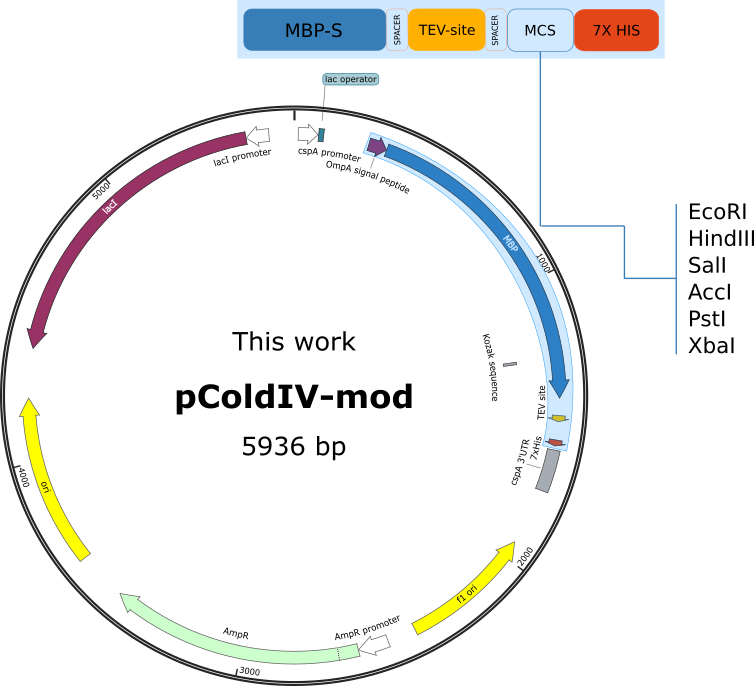 MBP-S
SPACER
TEV-site
SPACER
MCS
7X HIS
lac operator
lacI promoter
cspA promoter
OmpA signal peptide
5000
lacI
MBP
1000
EcoRI
HindIII
SalI
AccI
PstI
XbaI
This work
pColdIV-mod
5936 bp
Kozak sequence
TEV site
7xHis
cspA 3'UTR
4000
ori
2000
f1 ori
AmpR promoter
AmpR
3000